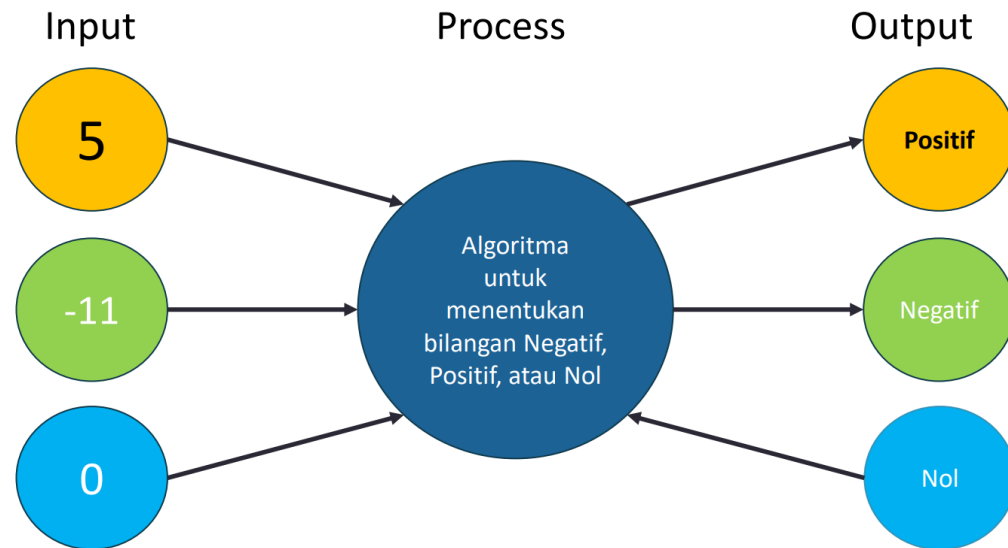 Input
Process
Output
5
Positif
-11
Algoritma
untuk
menentukan
bilangan Negatif,
Positif, atau Nol
Negatif
0
Nol